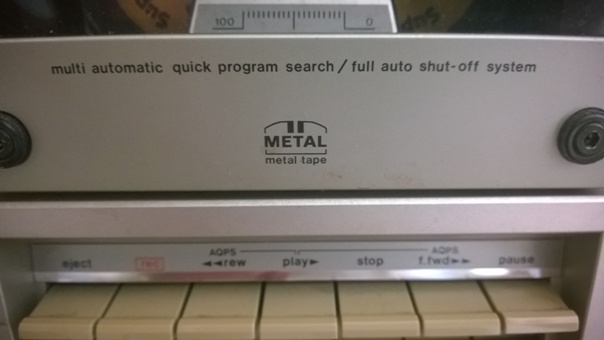 100 0
multi automatic quick program search / full auto shut-off system
METAL
metal tape
AQPS AQPS
eject rec ◄◄rew play► stop f.fwd►► pause